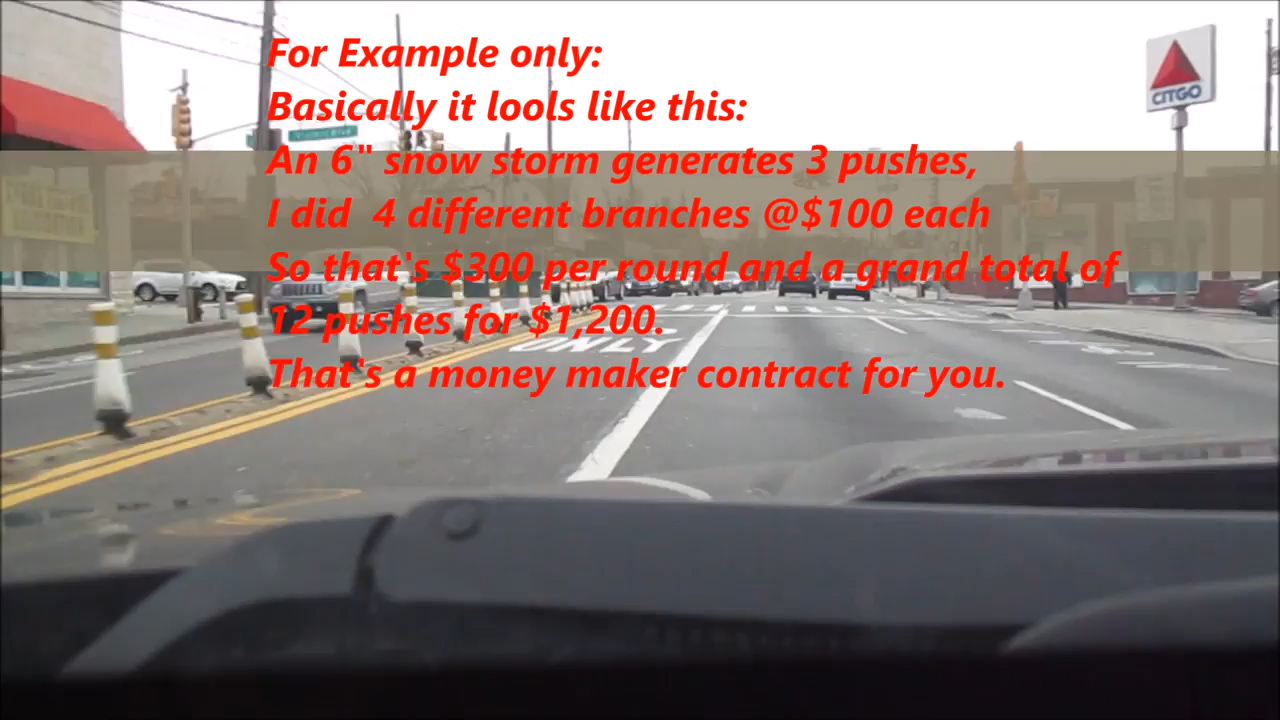 For Example only:
Basically it lools like this:
An 6" snow storm generates 3 pushes,
I did 4 different branches @$100 each
So that's $300 per round and a grand total of
12 pushes for $1,200.
That's a money maker contract for you.
CITGO
ONLY